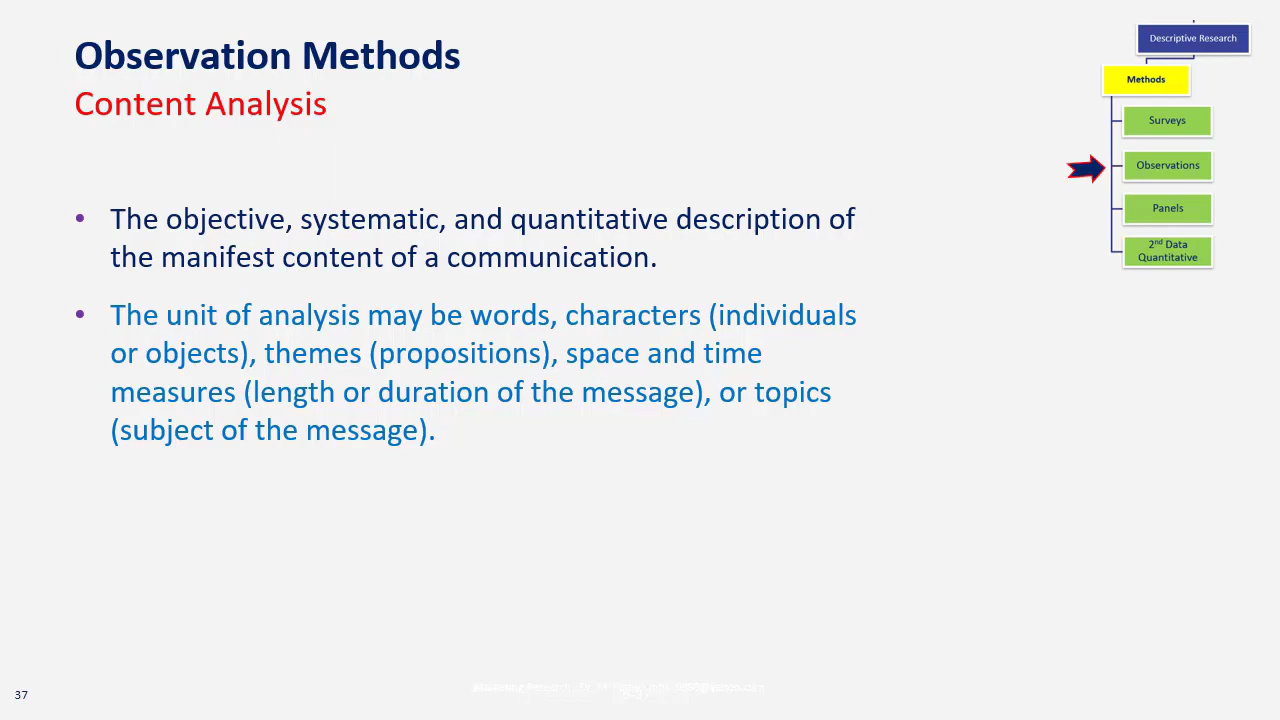 Observation Methods
Content Analysis
Descriptive Research
Methods
Surveys
Observations
Panels
2nd Data
Quantitative
• The objective, systematic, and quantitative description of
the manifest content of a communication.
• The unit of analysis may be words, characters (individuals
or objects), themes (propositions), space and time
measures (length or duration of the message), or topics
(subject of the message).
37